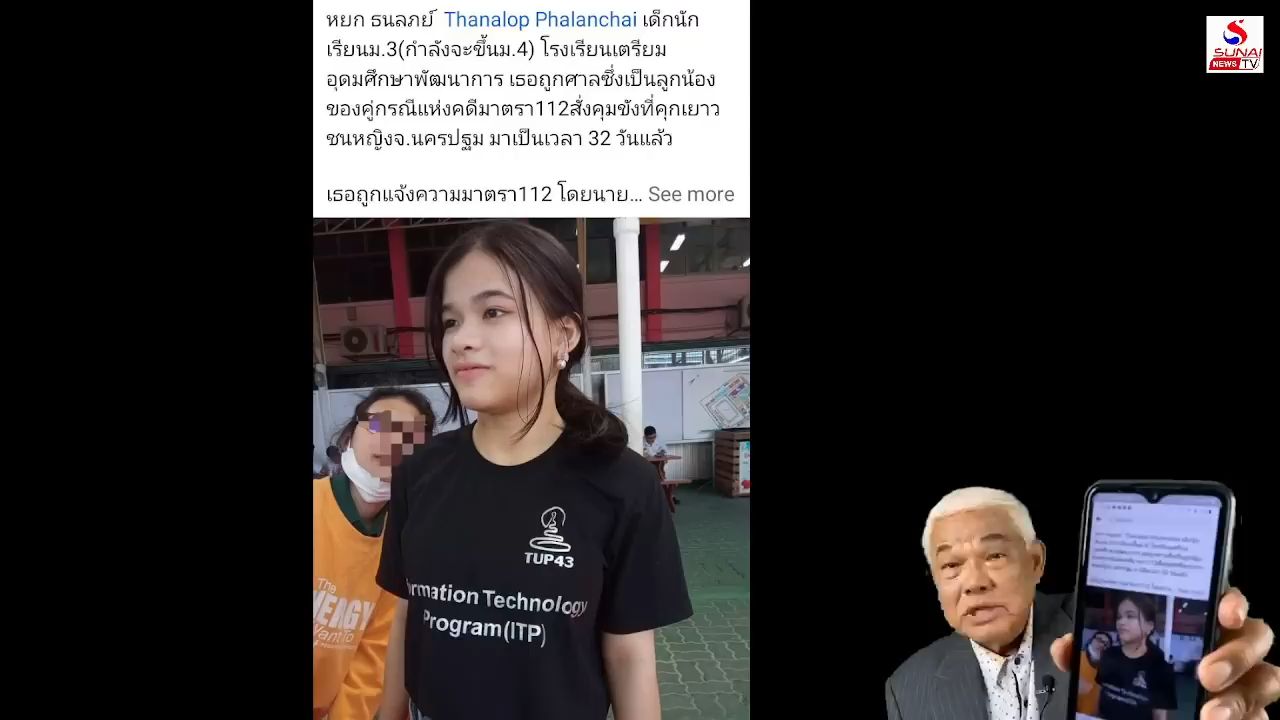 หยก ธนลภย์ Thanalop Phalanchai เด็กนัก
เรียนม.3(กำลังจะขึ้นม.4) โรงเรียนเตรียม
อุดมศึกษาพัฒนาการ เธอถูกศาลซึ่งเป็นลูกน้อง
ของคู่กรณีแห่งคดีมาตรา112สั่งคุมขังที่คุกเยาว
ชนหญิงจ.นครปฐม มาเป็นเวลา 32 วันแล้ว
เธอถูกแจ้งความมาตรา112 โดยนาย... See more
SUNAI
NEWS TV
TUP43
rmation Technology
Program(ITP)
The
ENERGY
Want To